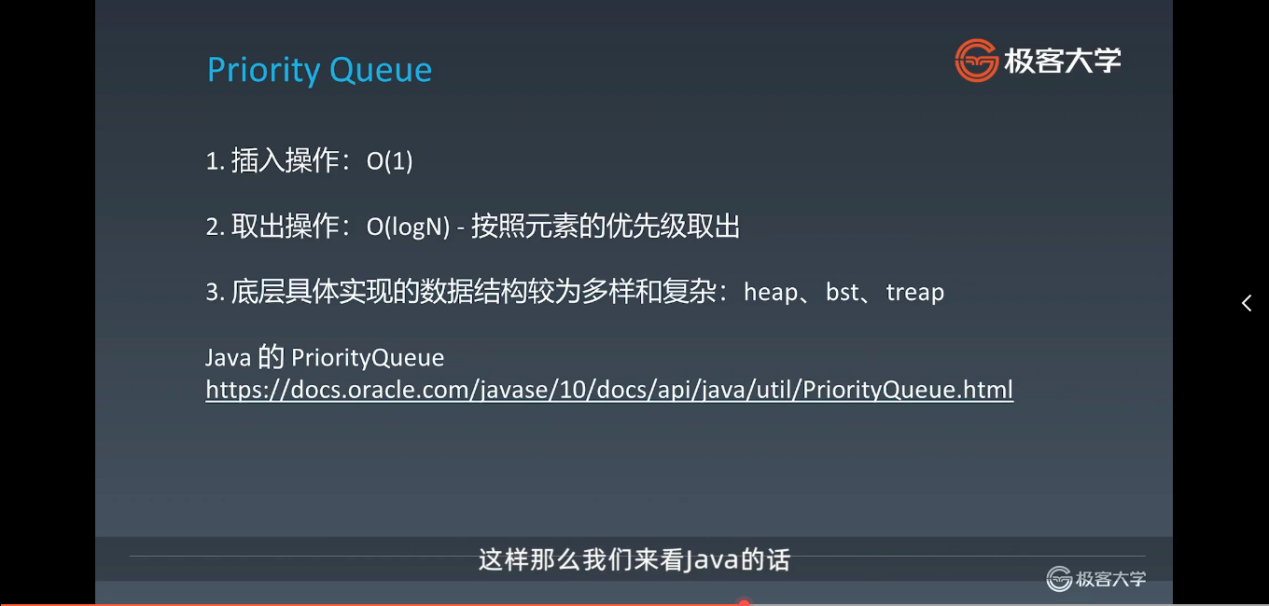 Priority Queue
极客大学
1. 插入操作：O(1)
2. 取出操作：O(logN) - 按照元素的优先级取出
3. 底层具体实现的数据结构较为多样和复杂：heap、bst、treap
Java 的 PriorityQueue
https://docs.oracle.com/javase/10/docs/api/java/util/PriorityQueue.html
这样那么我们来看Java的话
极客大学